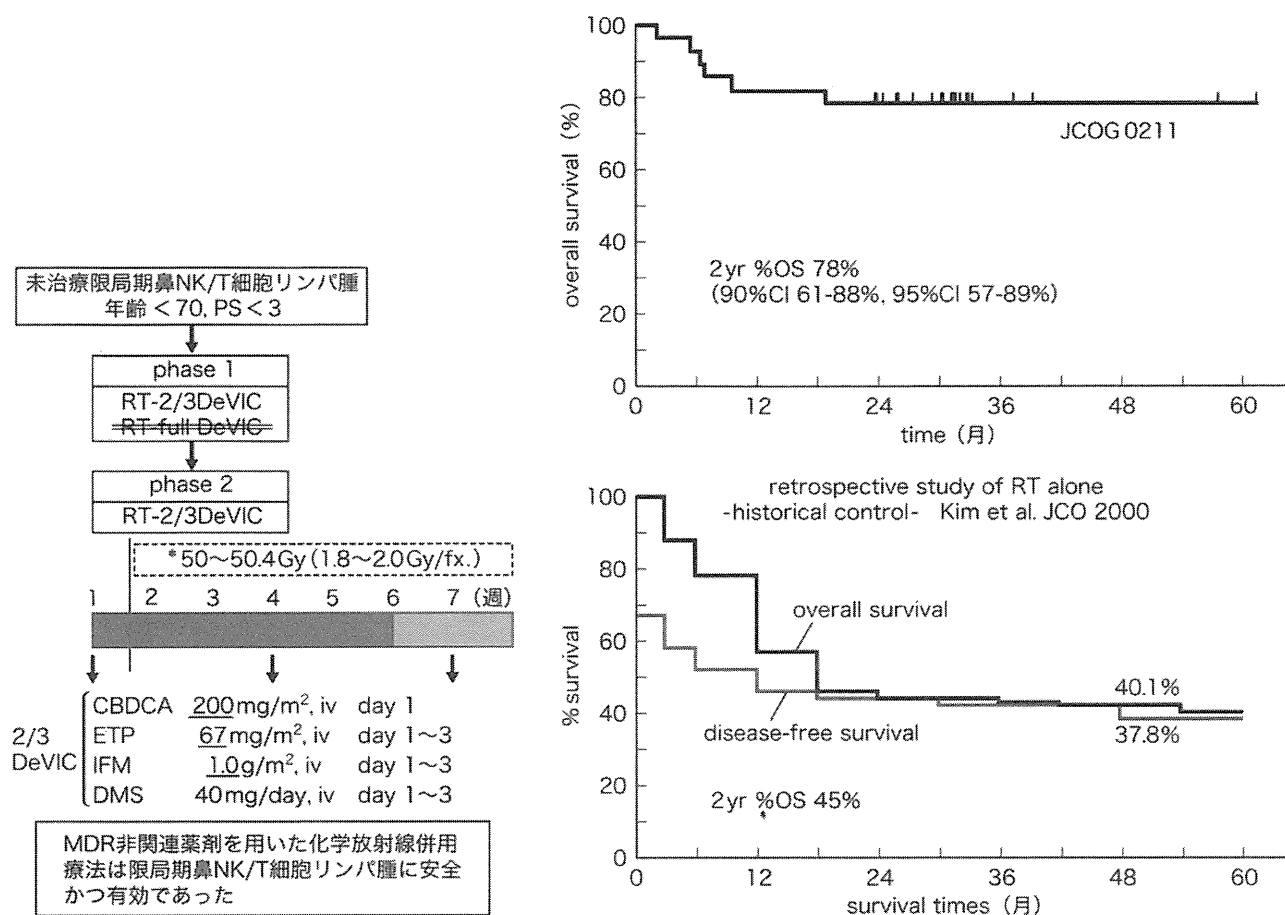 未治療限局期鼻NK/T細胞リンパ腫
年齢<70, PS<3
phase 1
RT-2/3DeVIC
RT-full DeVIC
phase 2
RT-2/3DeVIC
*50~50.4Gy(1.8~2.0Gy/fx.)
1 2 3 4 5 6 7 (週)
2/3
DeVIC
CBDCA 200mg/m², iv day 1
ETP 67mg/m², iv day 1~3
IFM 1.0g/m², iv day 1~3
DMS 40mg/day, iv day 1~3
MDR非関連薬剤を用いた化学放射線併用
療法は限局期鼻NK/T細胞リンパ腫に安全
かつ有効であった
overall survival (%)
100
80
60
40
20
0
JCOG 0211
2yr %OS 78%
(90%CI 61-88%, 95%CI 57-89%)
0 12 24 36 48 60
time (月)
retrospective study of RT alone
-historical control- Kim et al. JCO 2000
% survival
100
80
60
40
20
0
overall survival
disease-free survival
40.1%
37.8%
2yr %OS 45%
*
0 12 24 36 48 60
survival times (月)